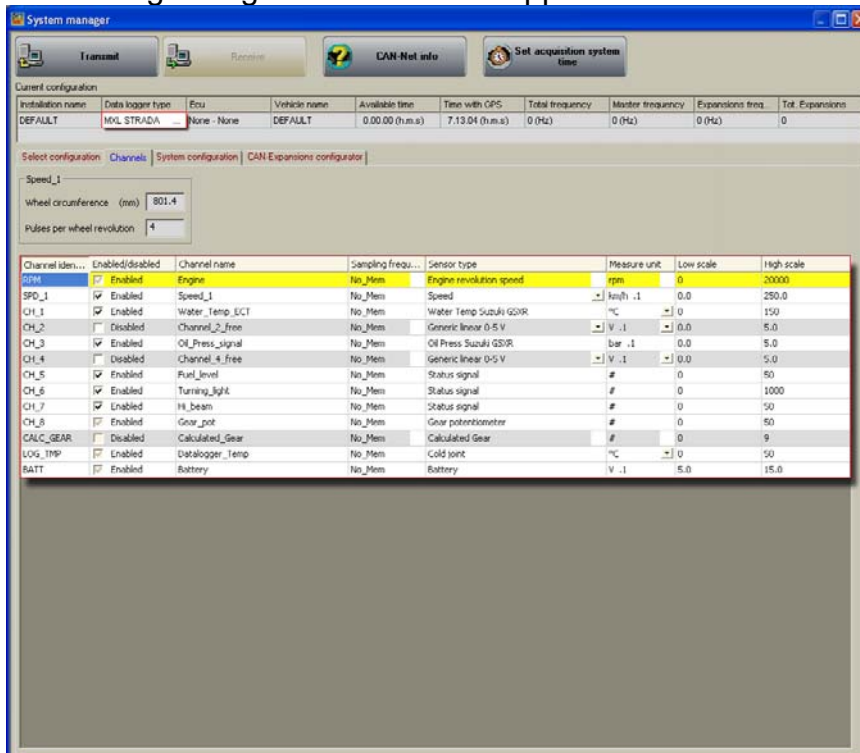 System manager
Transmit
Receive
CAN-Net info
Set acquisition system time
Current configuration
Installation name Data logger type Ecu Vehicle name Available time Time with GPS Total frequency Master frequency Expansions freq... Tot. Expansions
DEFAULT MXL STRADA ... None - None DEFAULT 0.00.00 (h.m.s) 7.13.04 (h.m.s) 0 (Hz) 0 (Hz) 0 (Hz) 0
Select configuration Channels System configuration CAN Expansions configurator
Speed_1
Wheel circumference (mm) 801.4
Pulses per wheel revolution 4
Channel iden... Enabled/disabled Channel name Sampling frequ... Sensor type Measure unit Low scale High scale
RPM Enabled Engine No_Mem Engine revolution speed rpm 0 20000
SPD_1 Enabled Speed_1 No_Mem Speed km/h .1 0.0 250.0
CH_1 Enabled Water_Temp_ECT No_Mem Water Temp Suzuki GSXR °C 0 150
CH_2 Disabled Channel_2_free No_Mem Generic linear 0-5 V V .1 0.0 5.0
CH_3 Enabled Oil_Press_signal No_Mem Oil Press Suzuki GSXR bar .1 0.0 5.0
CH_4 Disabled Channel_4_free No_Mem Generic linear 0-5 V V .1 0.0 5.0
CH_5 Enabled Fuel_level No_Mem Status signal # 0 50
CH_6 Enabled Turning_light No_Mem Status signal # 0 1000
CH_7 Enabled Hi_beam No_Mem Status signal # 0 50
CH_8 Enabled Gear_pot No_Mem Gear potentiometer # 0 50
CALC_GEAR Disabled Calculated_Gear No_Mem Calculated Gear # 0 9
LOG_TMP Enabled Datalogger_Temp No_Mem Cold joint °C 0 50
BATT Enabled Battery No_Mem Battery V .1 5.0 15.0